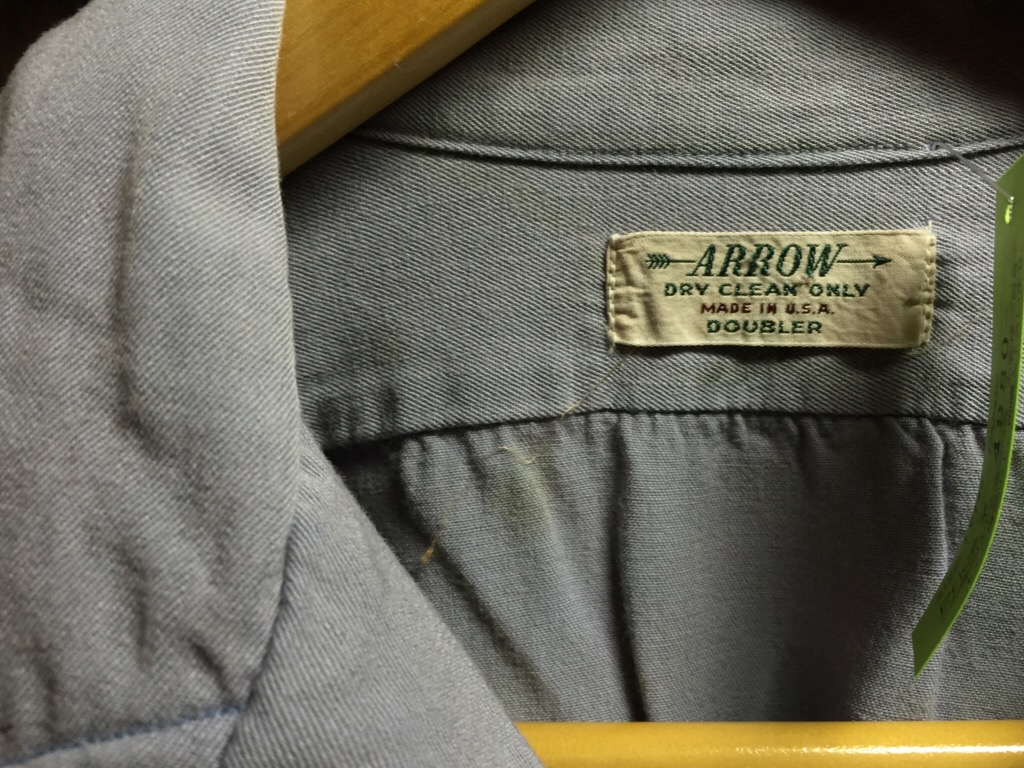 ARROW
DRY CLEAN ONLY
MADE IN U.S.A.
DOUBLER